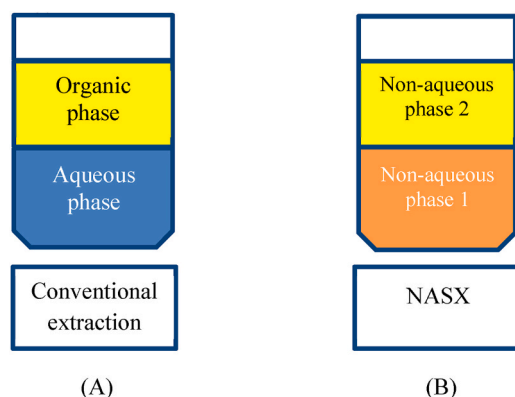 Organic
phase
Aqueous
phase
Conventional
extraction
(A)
Non-aqueous
phase 2
Non-aqueous
phase 1
NASX
(B)